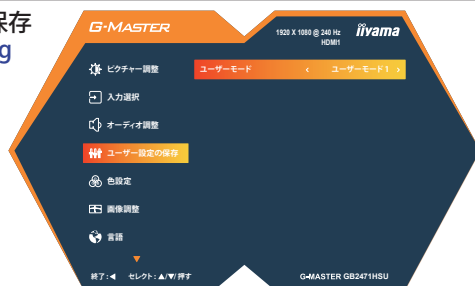 保存
g
G-MASTER
1920 X 1080 @ 240 Hz
HDMI1
iiyama
ピクチャー調整
ユーザーモード ‹ ユーザーモード 1 ›
入力選択
オーディオ調整
ユーザー設定の保存
色設定
画像調整
言語
終了:◀ セレクト:▲/▼/押す
G-MASTER GB2471HSU